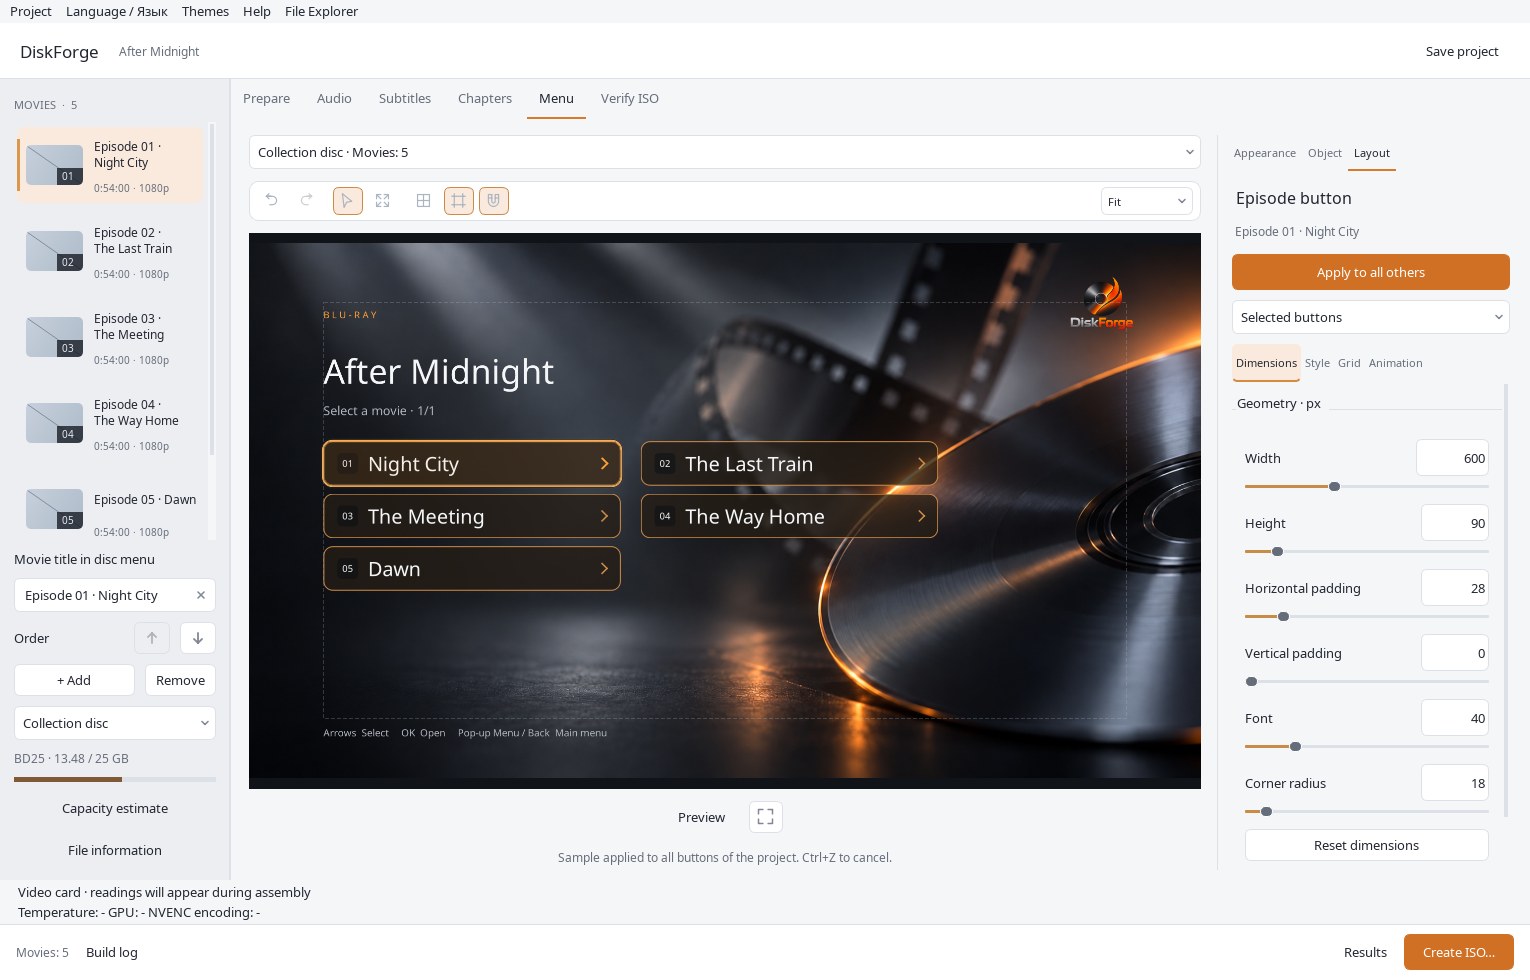 Project Language / Язык Themes Help File Explorer
DiskForge After Midnight Save project
MOVIES · 5
Episode 01 ·
Night City
01
0:54:00 · 1080p
Episode 02 ·
The Last Train
02
0:54:00 · 1080p
Episode 03 ·
The Meeting
03
0:54:00 · 1080p
Episode 04 ·
The Way Home
04
0:54:00 · 1080p
Episode 05 · Dawn
05
0:54:00 · 1080p
Movie title in disc menu
Episode 01 · Night City
Order
+ Add Remove
Collection disc
BD25 · 13.48 / 25 GB
Capacity estimate
File information
Prepare Audio Subtitles Chapters Menu Verify ISO
Collection disc · Movies: 5
Fit
BLU-RAY
DiskForge
After Midnight
Select a movie · 1/1
01 Night City
02 The Last Train
03 The Meeting
04 The Way Home
05 Dawn
Arrows Select OK Open Pop-up Menu / Back Main menu
Preview
Sample applied to all buttons of the project. Ctrl+Z to cancel.
Appearance Object Layout
Episode button
Episode 01 · Night City
Apply to all others
Selected buttons
Dimensions Style Grid Animation
Geometry · px
Width 600
Height 90
Horizontal padding 28
Vertical padding 0
Font 40
Corner radius 18
Reset dimensions
Video card · readings will appear during assembly
Temperature: - GPU: - NVENC encoding: -
Movies: 5 Build log Results Create ISO...